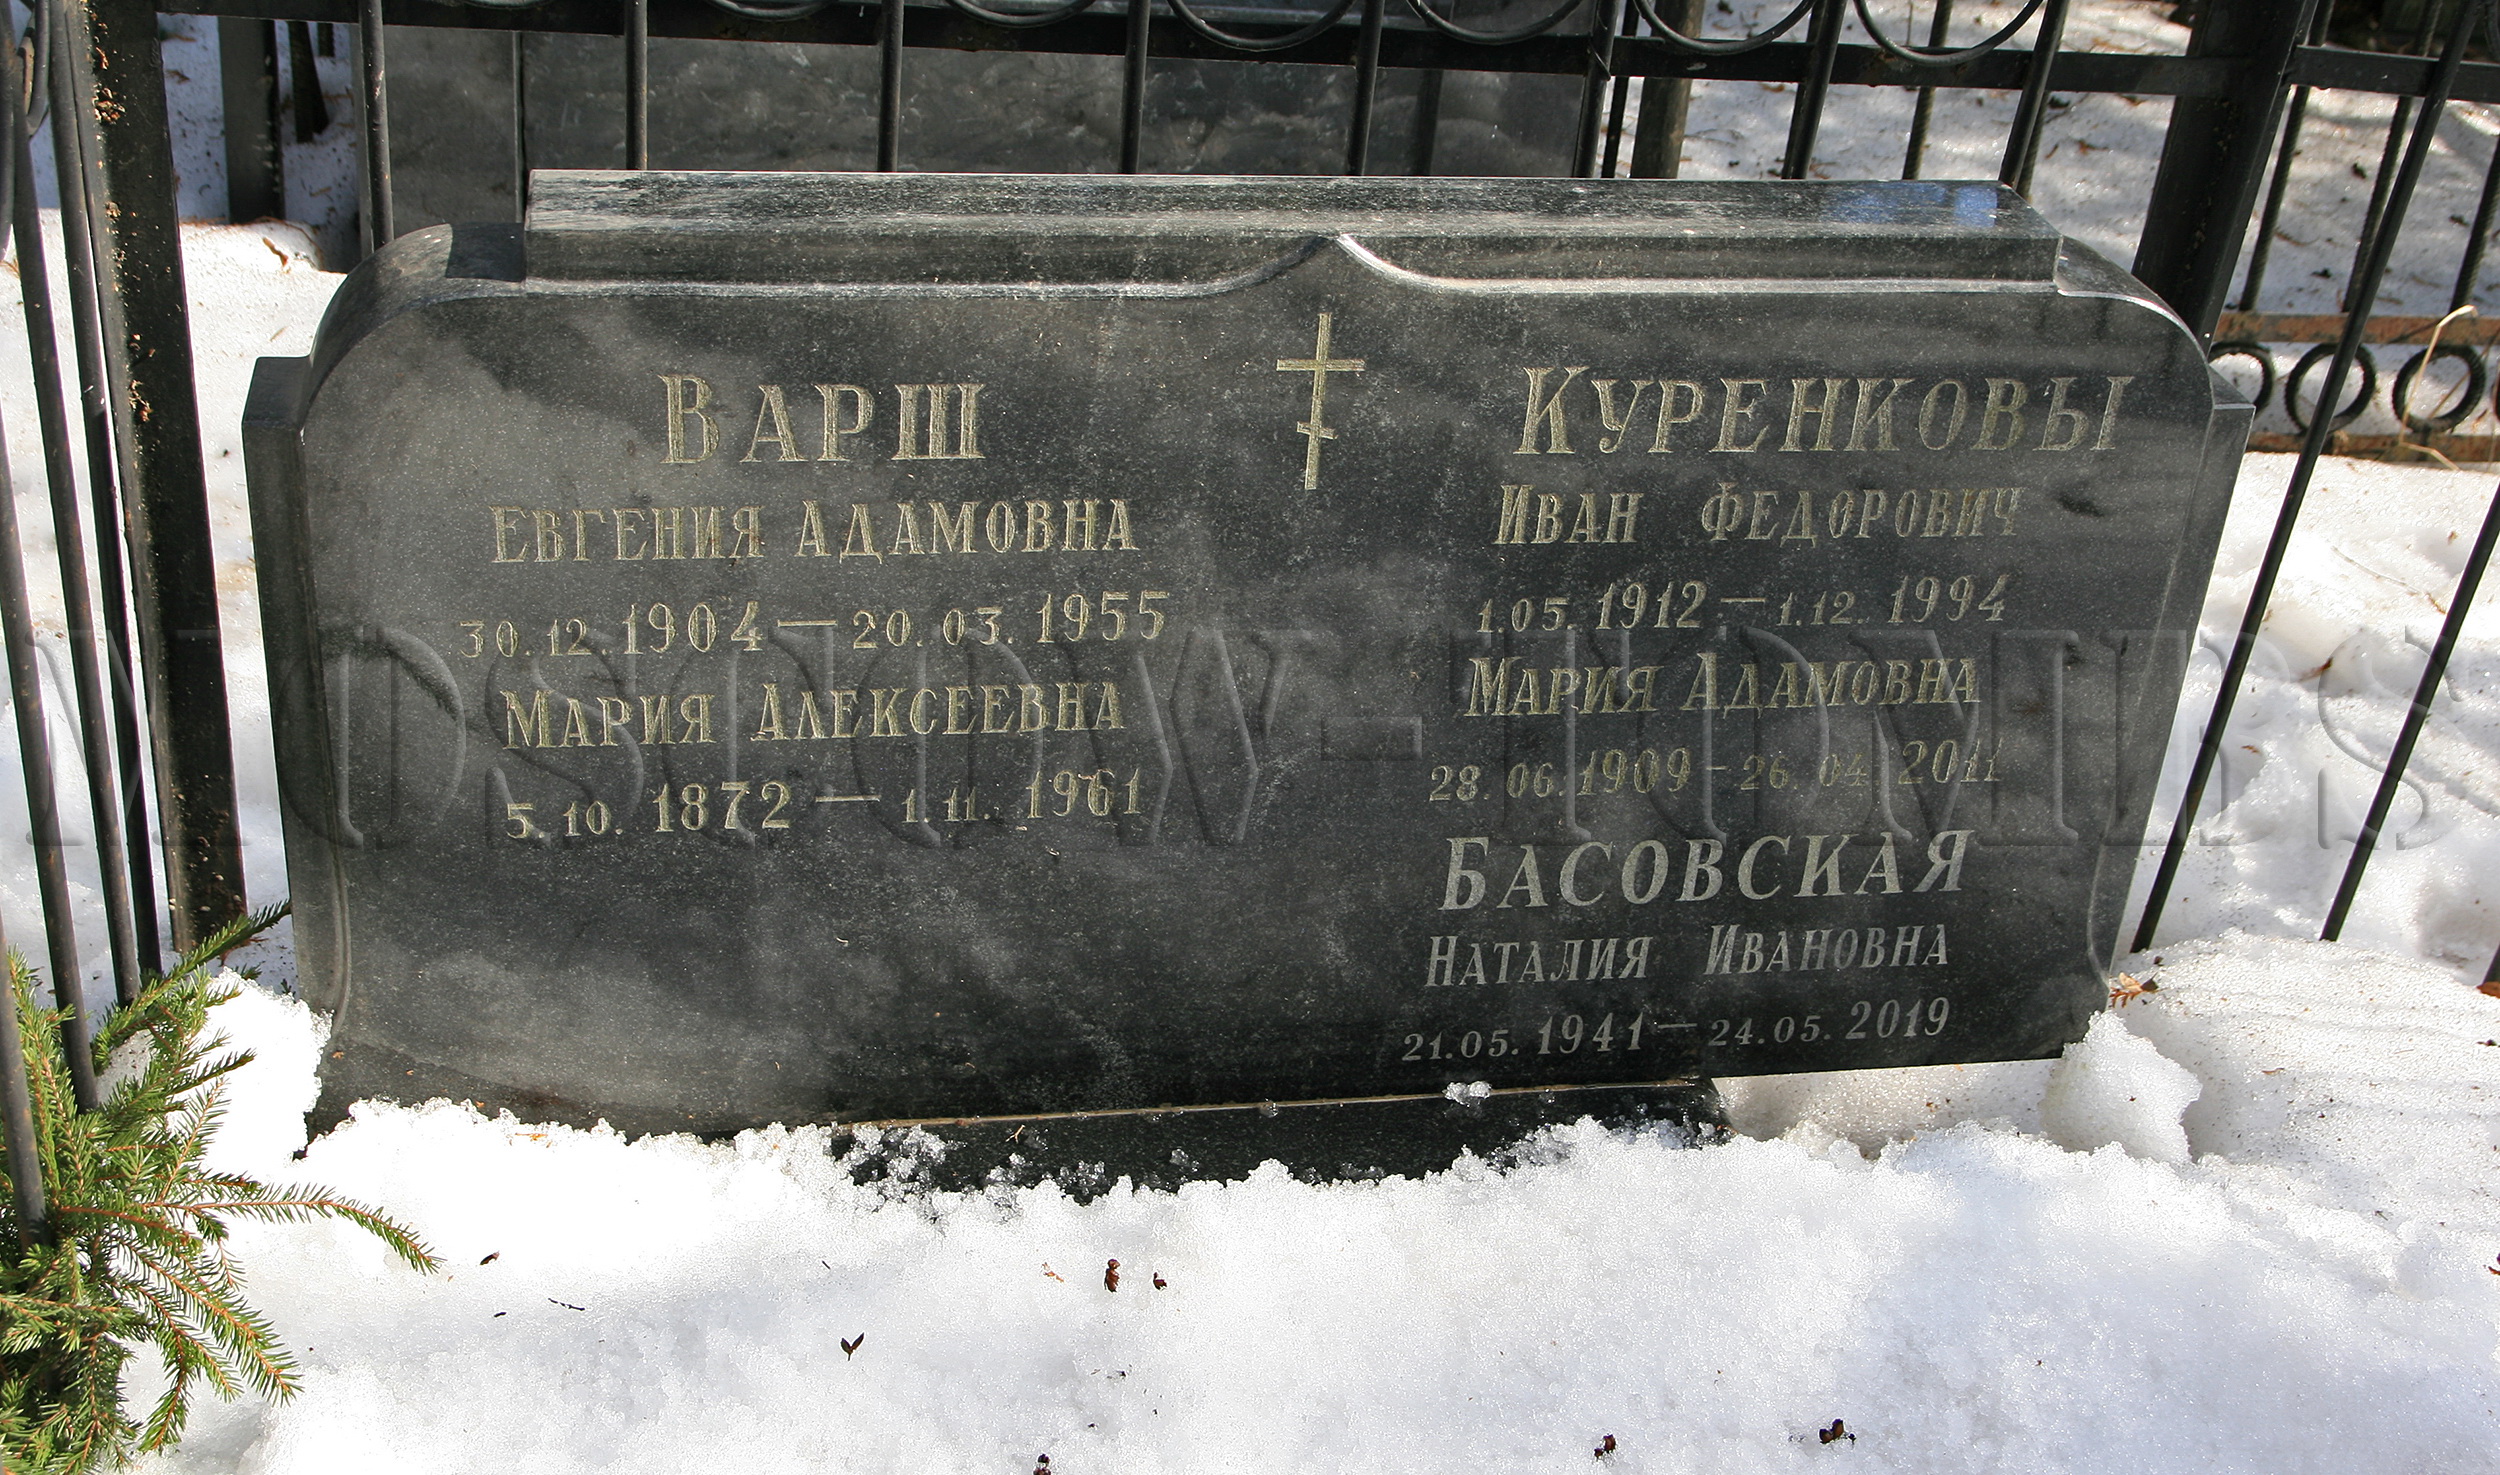 Варш
Евгения Адамовна
30.12.1904 — 20.03.1955
Мария Алексеевна
5.10.1872 — 1.11.1961
Куренковы
Иван Федорович
1.05.1912 — 1.12.1994
Мария Адамовна
28.06.1909 - 26.04 2011
Басовская
Наталия Ивановна
21.05.1941 — 24.05.2019
MOSCOW-TOMBS